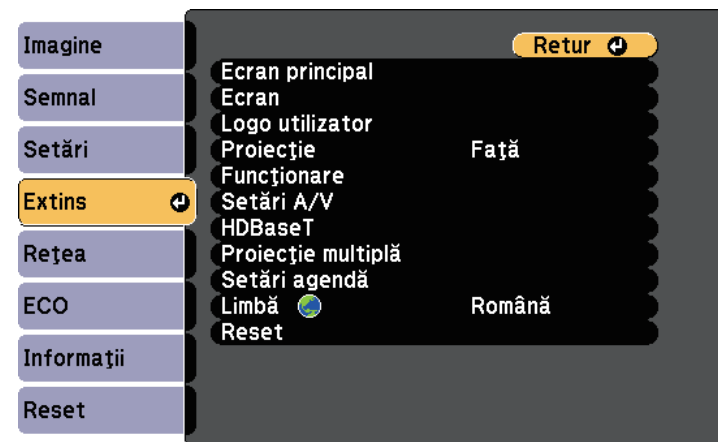 Imagine
Semnal
Setări
Extins
Reţea
ECO
Informaţii
Reset
Retur
Ecran principal
Ecran
Logo utilizator
Proiecţie Faţă
Funcţionare
Setări A/V
HDBaseT
Proiecţie multiplă
Setări agendă
Limbă Română
Reset